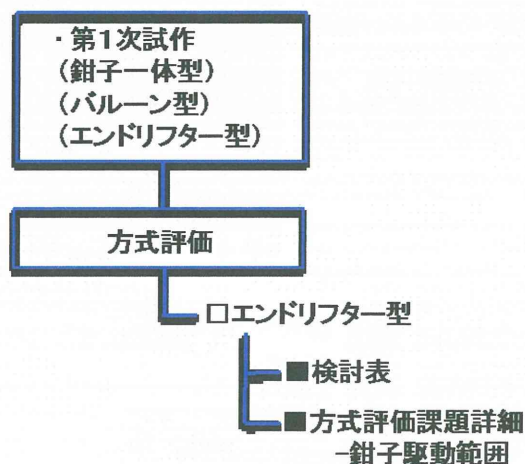 ・第1次試作
(鉗子一体型)
(バルーン型)
(エンドリフター型)
方式評価
□エンドリフター型
■検討表
■方式評価課題詳細
-鉗子駆動範囲